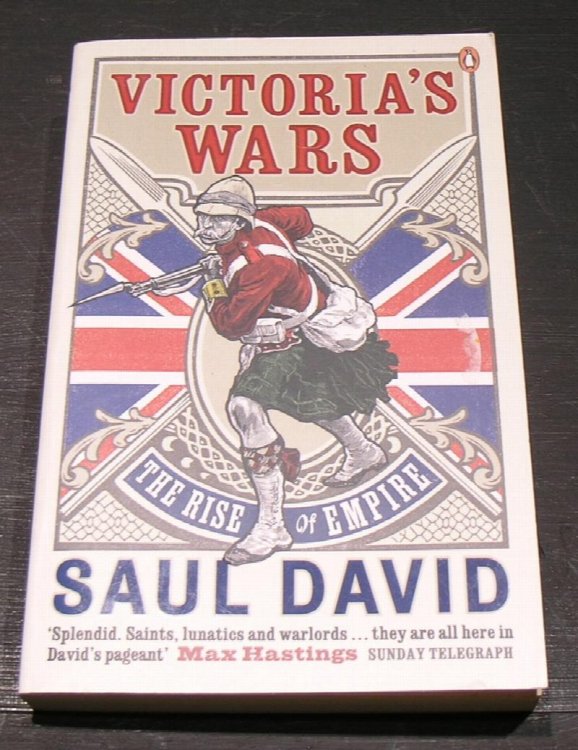 VICTORIA'S
WARS
THE RISE of EMPIRE
SAUL DAVID
'Splendid. Saints, lunatics and warlords ... they are all here in
David's pageant' Max Hastings SUNDAY TELEGRAPH